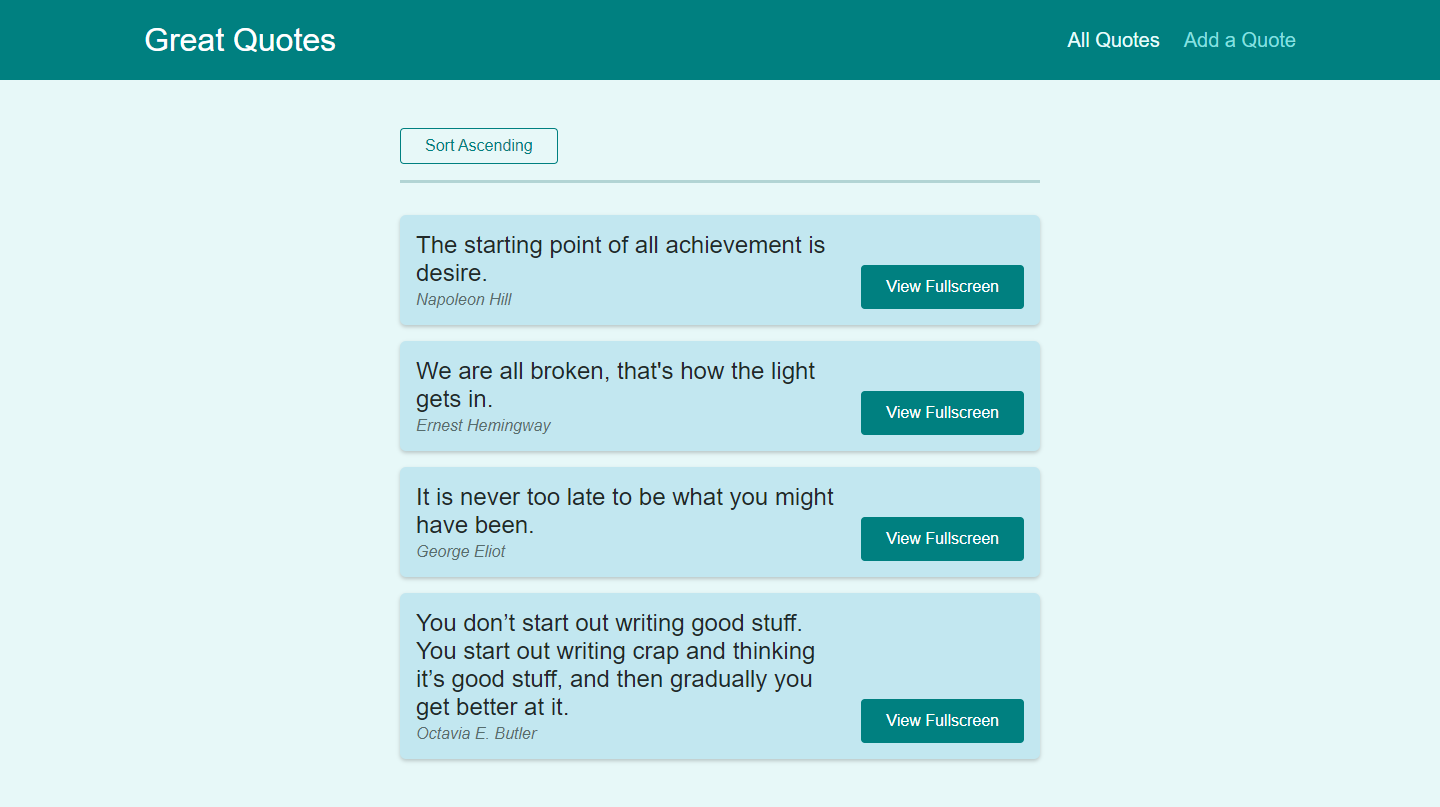 Great Quotes
All Quotes
Add a Quote
Sort Ascending
The starting point of all achievement is
desire.
Napoleon Hill
View Fullscreen
We are all broken, that's how the light
gets in.
Ernest Hemingway
View Fullscreen
It is never too late to be what you might
have been.
George Eliot
View Fullscreen
You don’t start out writing good stuff.
You start out writing crap and thinking
it’s good stuff, and then gradually you
get better at it.
Octavia E. Butler
View Fullscreen